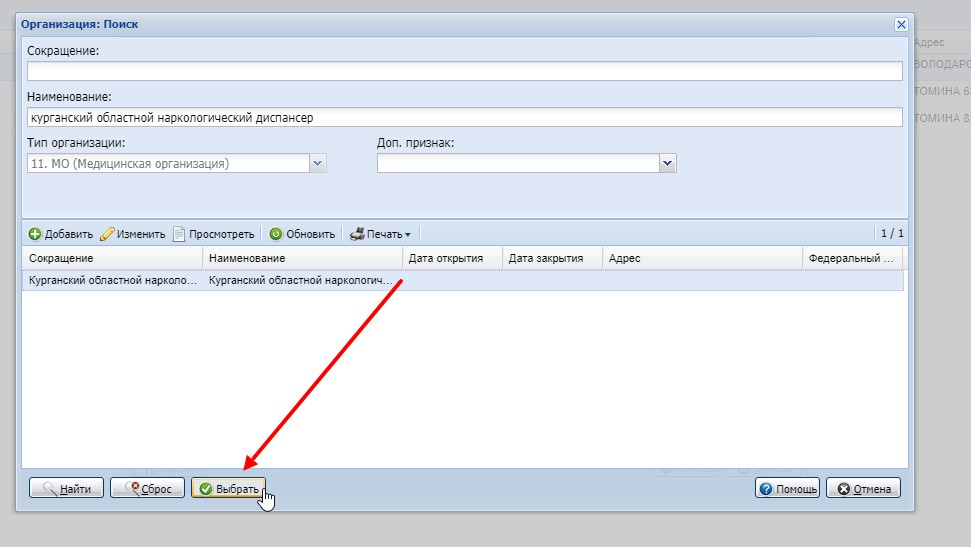 Организация: Поиск
Адрес
Сокращение:
ВОЛОДАРС
Наименование:
ТОМИНА 63
курганский областной наркологический диспансер
ТОМИНА 8
Тип организации: Доп. признак:
11. МО (Медицинская организация)
Добавить Изменить Просмотреть Обновить Печать 1 / 1
Сокращение Наименование Дата открытия Дата закрытия Адрес Федеральный ...
Курганский областной нарколо... Курганский областной наркологич...
Найти Сброс Выбрать Помощь Отмена